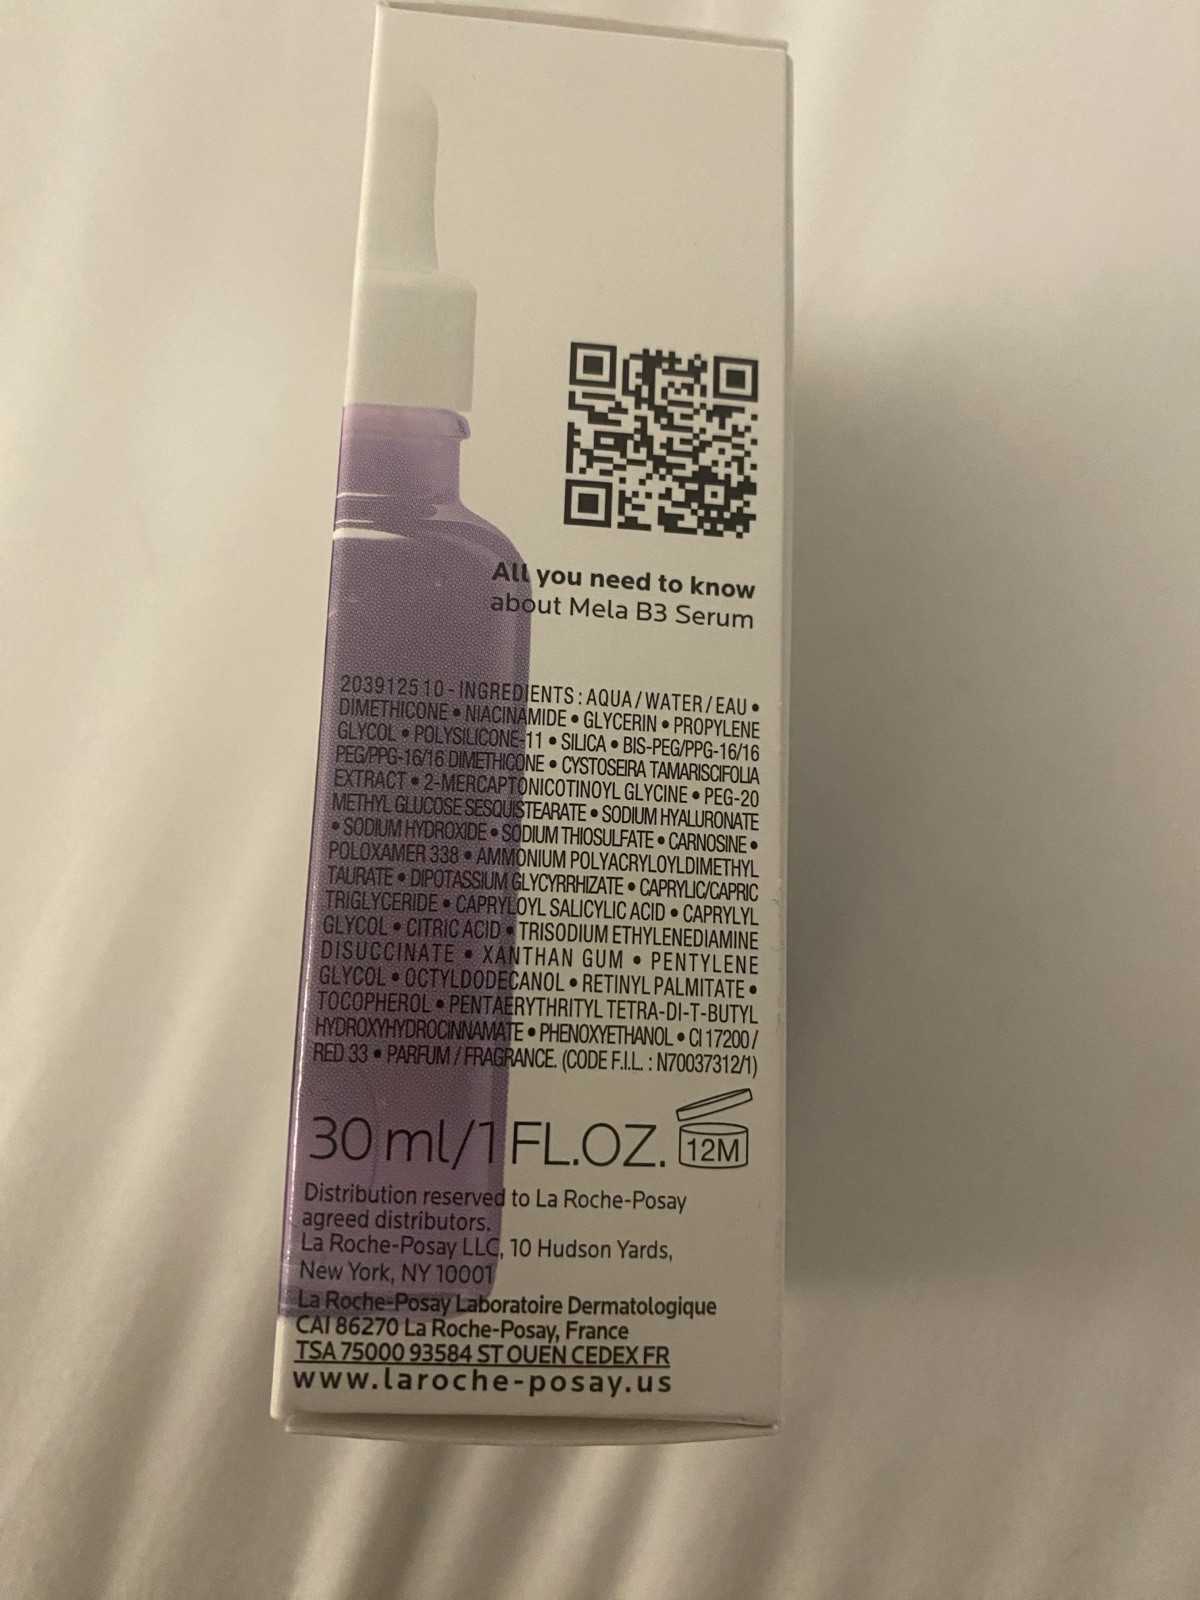 All you need to know
about Mela B3 Serum
203912510 - INGREDIENTS : AQUA / WATER / EAU •
DIMETHICONE • NIACINAMIDE • GLYCERIN • PROPYLENE
GLYCOL • POLYSILICONE-11 • SILICA • BIS-PEG/PPG-16/16
PEG/PPG-16/16 DIMETHICONE • CYSTOSEIRA TAMARISCIFOLIA
EXTRACT • 2-MERCAPTONICOTINOYL GLYCINE • PEG-20
METHYL GLUCOSE SESQUISTEARATE • SODIUM HYALURONATE
• SODIUM HYDROXIDE • SODIUM THIOSULFATE • CARNOSINE •
POLOXAMER 338 • AMMONIUM POLYACRYLOYLDIMETHYL
TAURATE • DIPOTASSIUM GLYCYRRHIZATE • CAPRYLIC/CAPRIC
TRIGLYCERIDE • CAPRYLOYL SALICYLIC ACID • CAPRYLYL
GLYCOL • CITRIC ACID • TRISODIUM ETHYLENEDIAMINE
DISUCCINATE • XANTHAN GUM • PENTYLENE
GLYCOL • OCTYLDODECANOL • RETINYL PALMITATE •
TOCOPHEROL • PENTAERYTHRITYL TETRA-DI-T-BUTYL
HYDROXYHYDROCINNAMATE • PHENOXYETHANOL • CI 17200 /
RED 33 • PARFUM / FRAGRANCE. (CODE F.I.L. : N70037312/1)
30 ml/1 FL.OZ. 12M
Distribution reserved to La Roche-Posay
agreed distributors.
La Roche-Posay LLC, 10 Hudson Yards,
New York, NY 10001
La Roche-Posay Laboratoire Dermatologique
CAI 86270 La Roche-Posay, France
TSA 75000 93584 ST OUEN CEDEX FR
www.laroche-posay.us